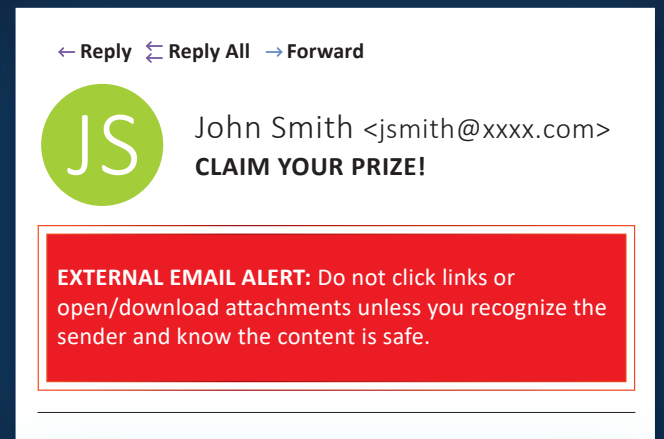 ← Reply ← Reply All → Forward
JS
John Smith <jsmith@xxxx.com>
CLAIM YOUR PRIZE!
EXTERNAL EMAIL ALERT: Do not click links or
open/download attachments unless you recognize the
sender and know the content is safe.